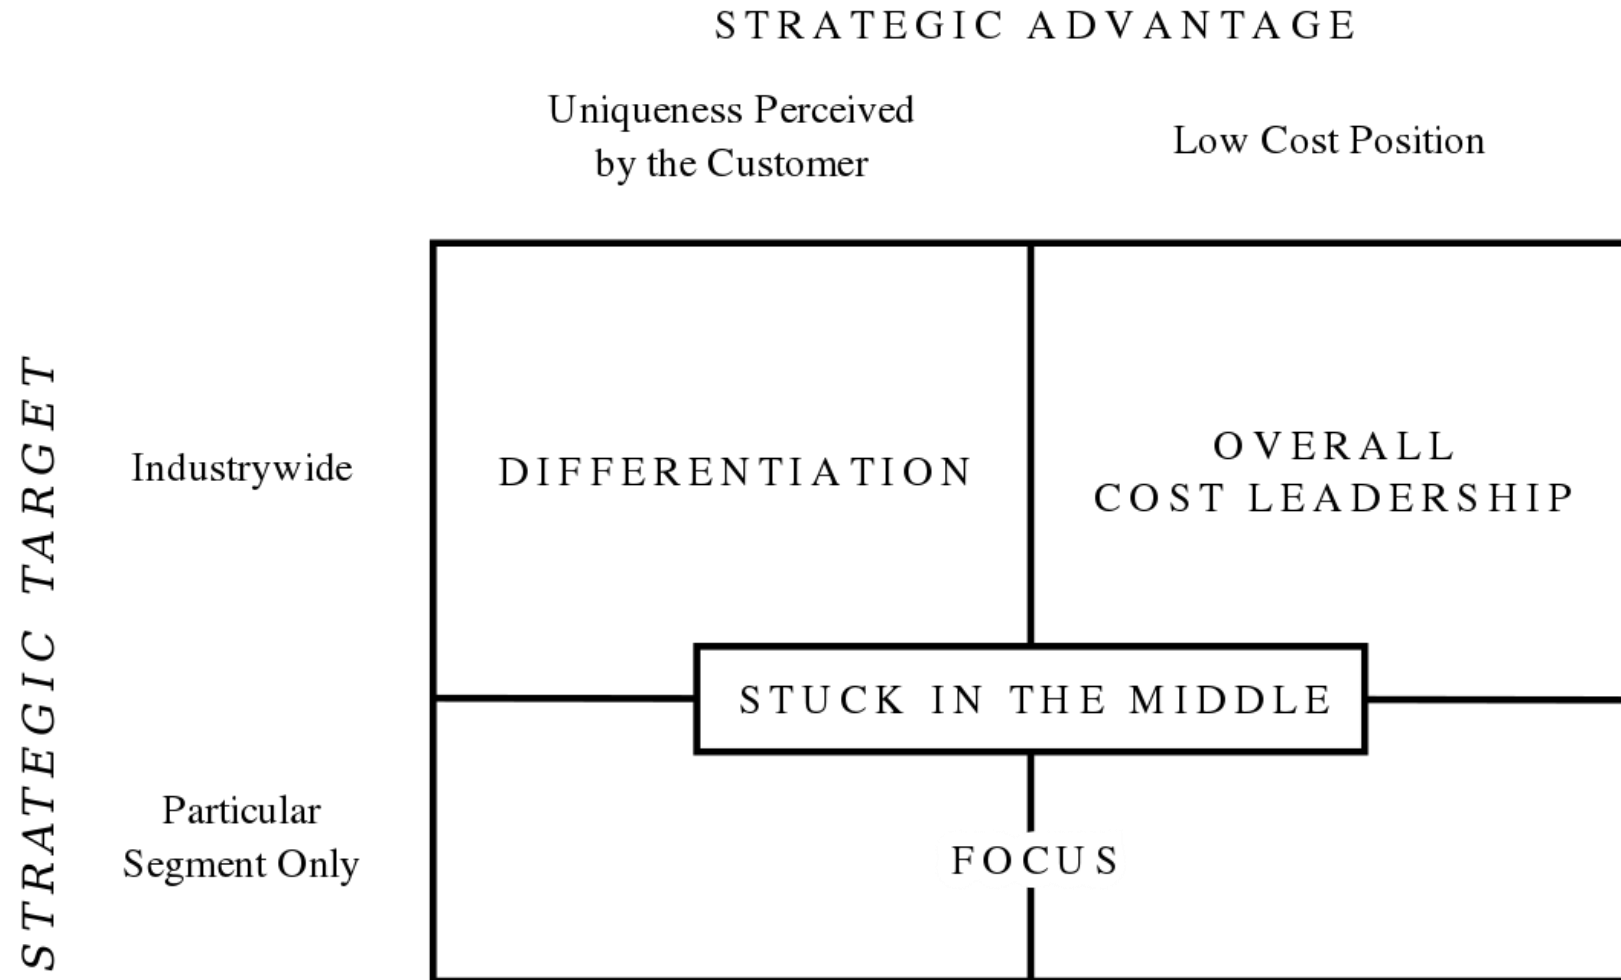 STRATEGIC ADVANTAGE
Uniqueness Perceived
by the Customer
Low Cost Position
STRATEGIC TARGET
Industrywide
DIFFERENTIATION
OVERALL
COST LEADERSHIP
STUCK IN THE MIDDLE
Particular
Segment Only
FOCUS